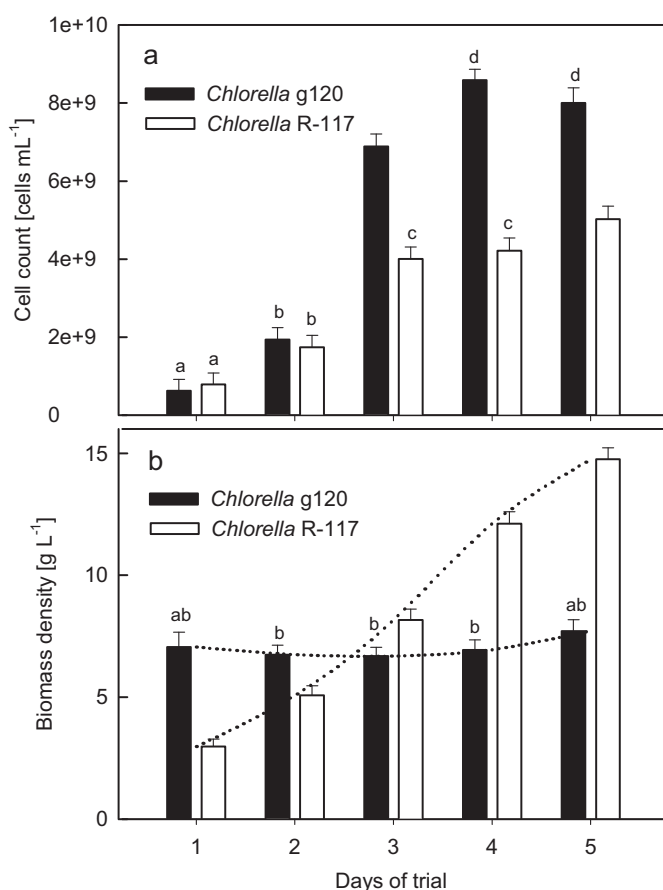 1e+10
a
Chlorella g120
Chlorella R-117
8e+9
6e+9
4e+9
2e+9
0
Cell count [cells mL⁻¹]
a a
b b
c
d c
d
b
Chlorella g120
Chlorella R-117
15
10
5
0
Biomass density [g L⁻¹]
ab
b
b
b
ab
1 2 3 4 5
Days of trial